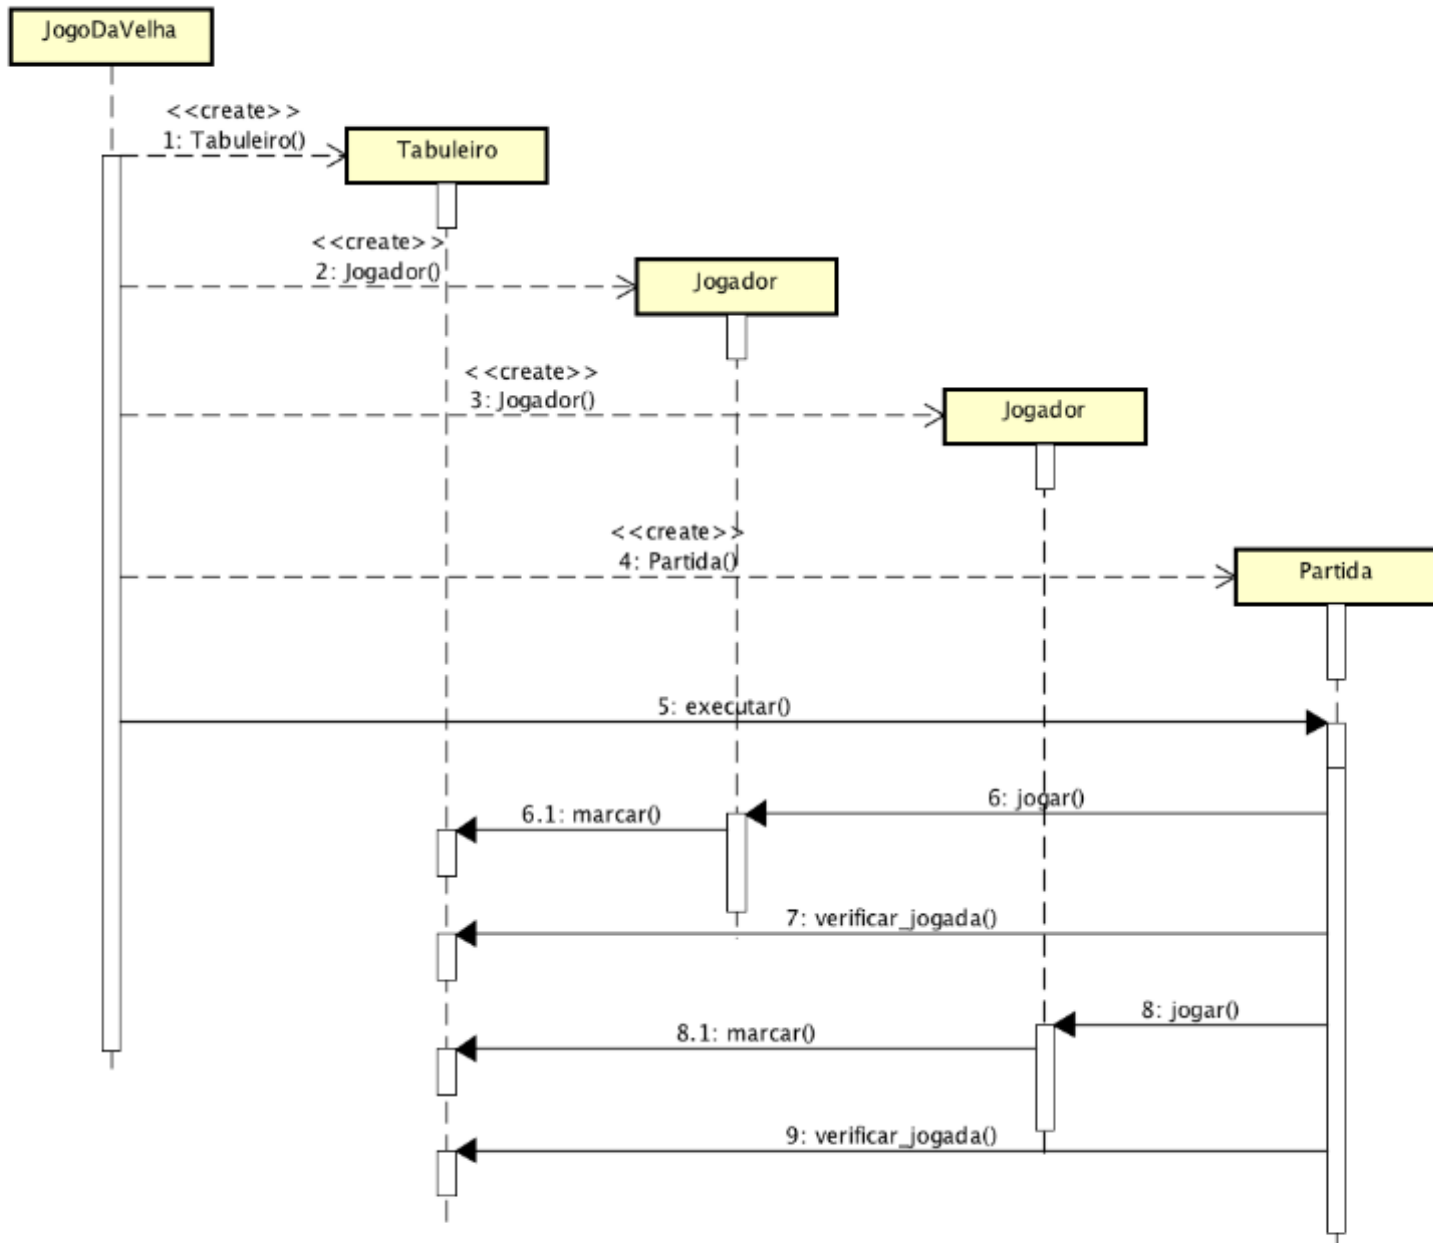 JogoDaVelha
<<create>>
1: Tabuleiro()
Tabuleiro
<<create>>
2: Jogador()
Jogador
<<create>>
3: Jogador()
Jogador
<<create>>
4: Partida()
Partida
5: executar()
6: jogar()
6.1: marcar()
7: verificar_jogada()
8: jogar()
8.1: marcar()
9: verificar_jogada()